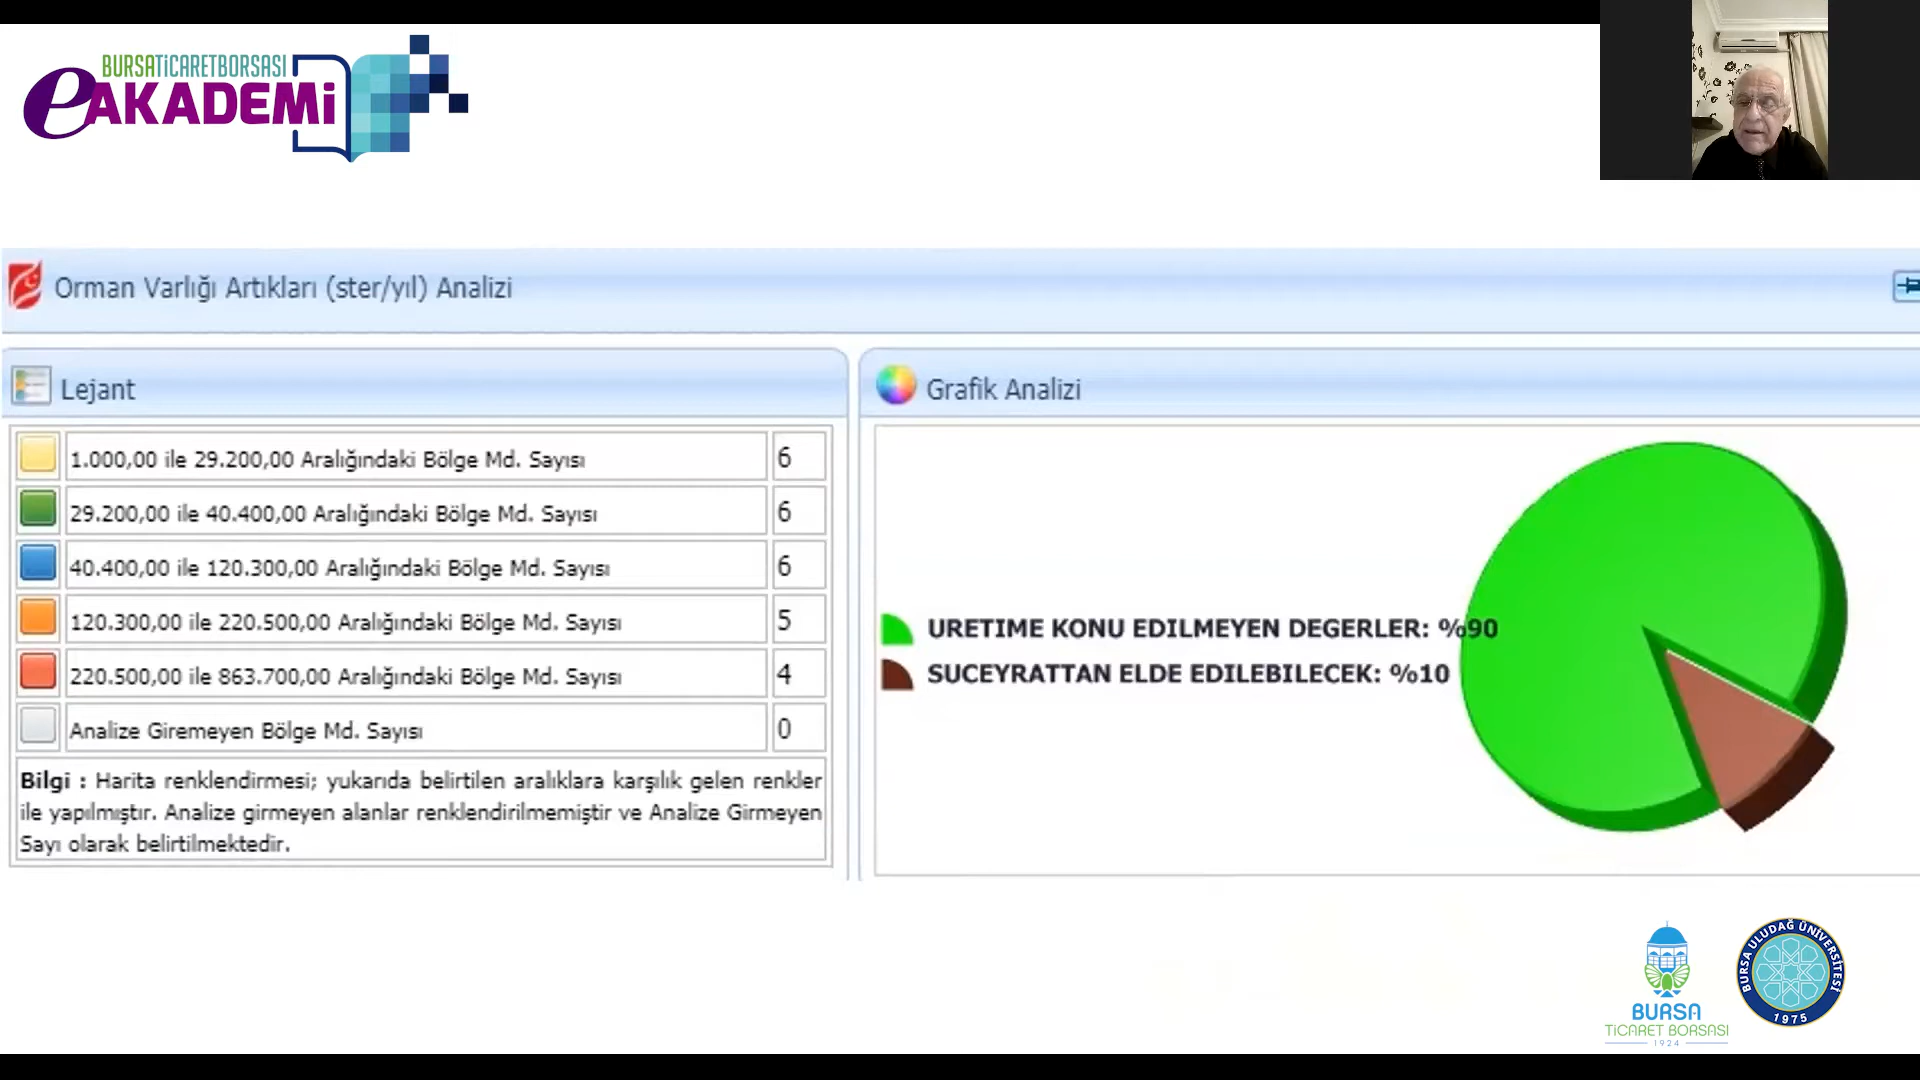 BURSATİCARETBORSASI
eAKADEMİ
Orman Varlığı Artıkları (ster/yıl) Analizi
Lejant
1.000,00 ile 29.200,00 Aralığındaki Bölge Md. Sayısı 6
29.200,00 ile 40.400,00 Aralığındaki Bölge Md. Sayısı 6
40.400,00 ile 120.300,00 Aralığındaki Bölge Md. Sayısı 6
120.300,00 ile 220.500,00 Aralığındaki Bölge Md. Sayısı 5
220.500,00 ile 863.700,00 Aralığındaki Bölge Md. Sayısı 4
Analize Giremeyen Bölge Md. Sayısı 0
Bilgi : Harita renklendirmesi; yukarıda belirtilen aralıklara karşılık gelen renkler
ile yapılmıştır. Analize girmeyen alanlar renklendirilmemiştir ve Analize Girmeyen
Sayı olarak belirtilmektedir.
Grafik Analizi
URETIME KONU EDILMEYEN DEGERLER: %90
SUCEYRATTAN ELDE EDILEBILECEK: %10
BURSA
TİCARET BORSASI
1924
BURSA ULUDAĞ ÜNİVERSİTESİ
1975